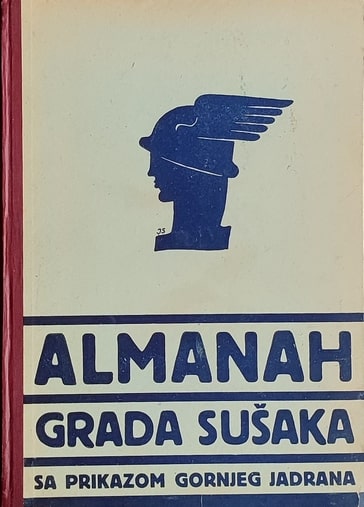 JS
ALMANAH
GRADA SUŠAKA
SA PRIKAZOM GORNJEG JADRANA